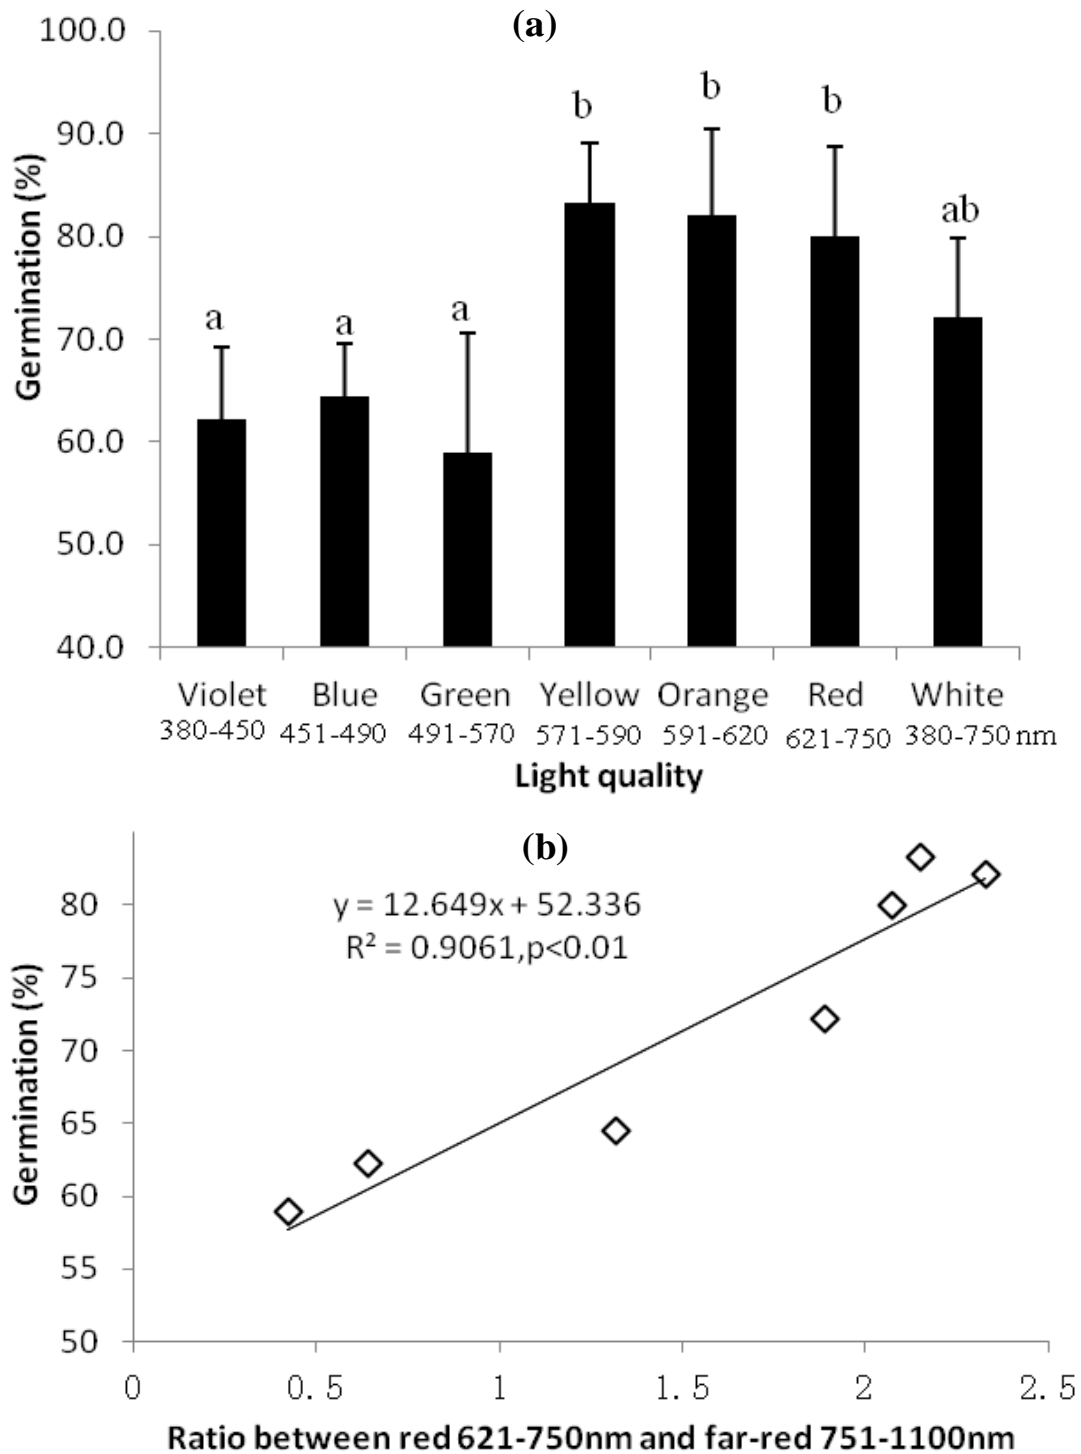 (a)
100.0
90.0
80.0
70.0
60.0
50.0
40.0
Germination (%)
a
a
a
b
b
b
ab
Violet Blue Green Yellow Orange Red White
380-450 451-490 491-570 571-590 591-620 621-750 380-750 nm
Light quality
(b)
y = 12.649x + 52.336
R² = 0.9061,p<0.01
80
75
70
65
60
55
50
Germination (%)
0 0.5 1 1.5 2 2.5
Ratio between red 621-750nm and far-red 751-1100nm